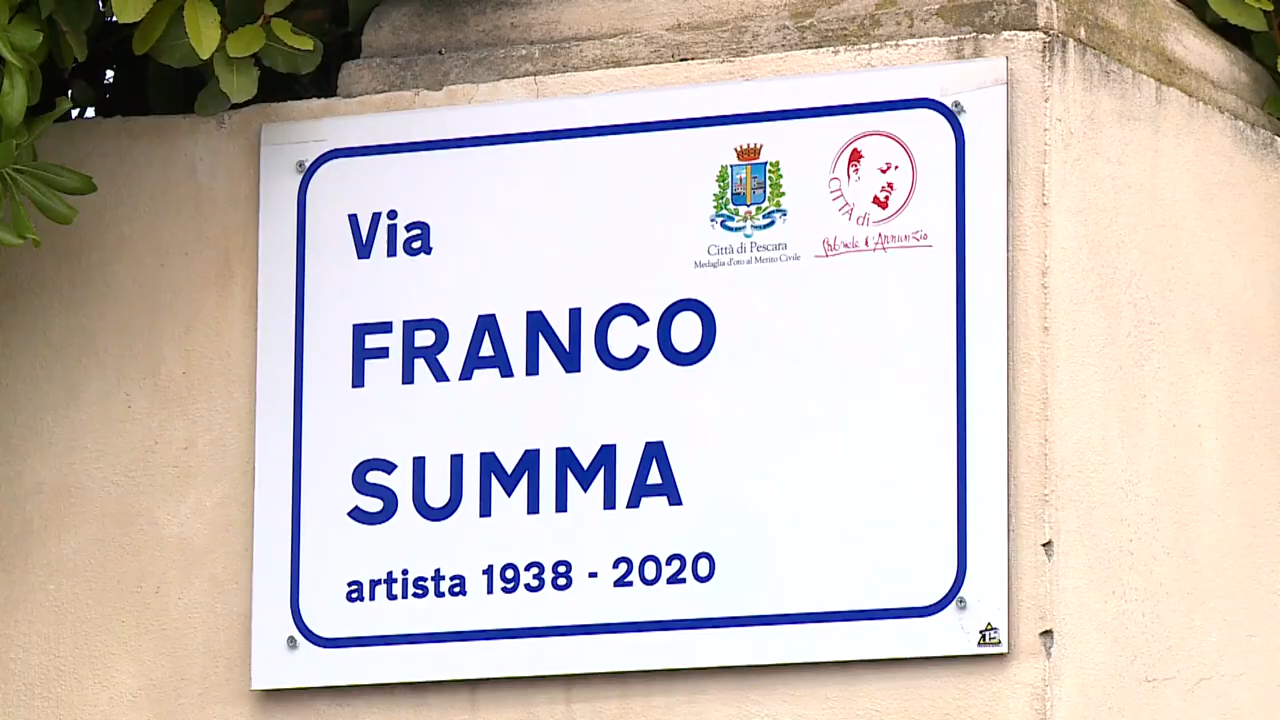 Via
FRANCO
SUMMA
artista 1938 - 2020
Città di Pescara
Medaglia d'oro al Merito Civile
CITTÀ di
Gabriele d'Annunzio